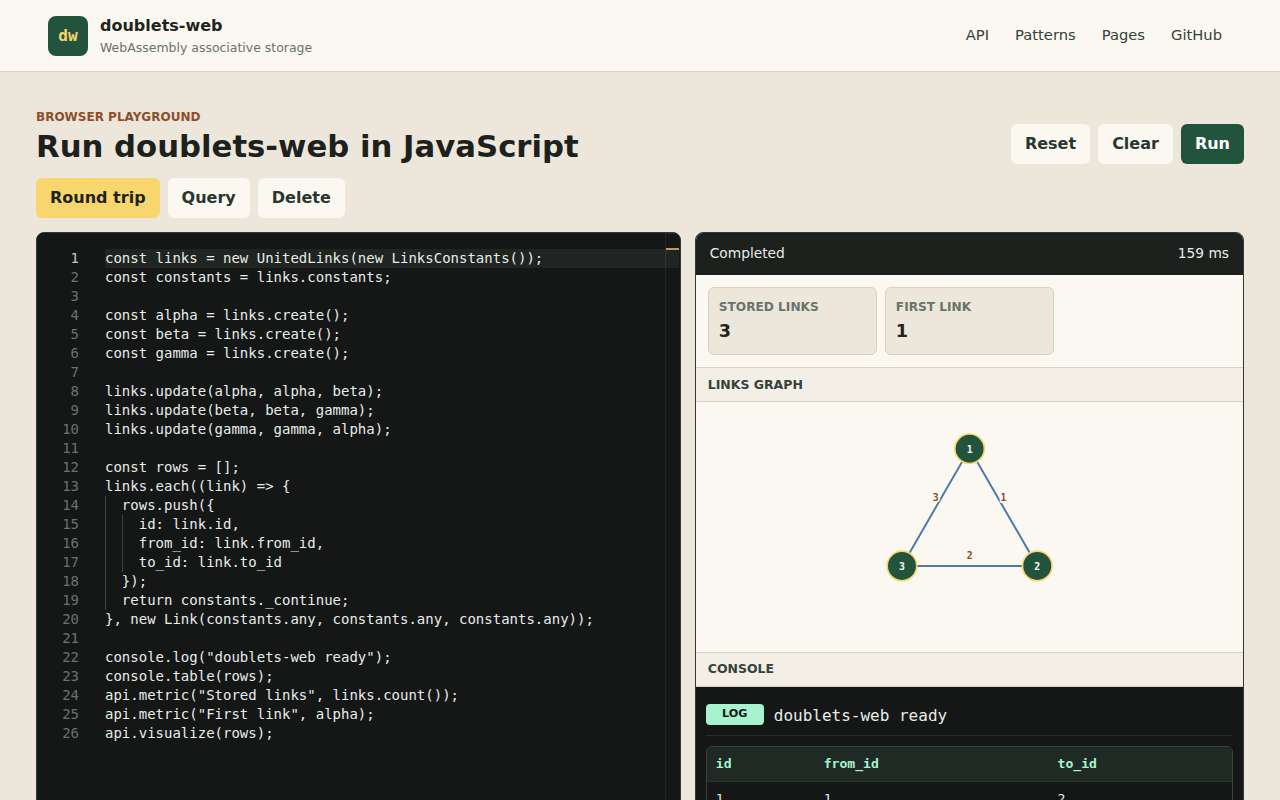 dw
doublets-web
WebAssembly associative storage
API
Patterns
Pages
GitHub
BROWSER PLAYGROUND
Run doublets-web in JavaScript
Reset
Clear
Run
Round trip
Query
Delete
1 const links = new UnitedLinks(new LinksConstants());
2 const constants = links.constants;
3
4 const alpha = links.create();
5 const beta = links.create();
6 const gamma = links.create();
7
8 links.update(alpha, alpha, beta);
9 links.update(beta, beta, gamma);
10 links.update(gamma, gamma, alpha);
11
12 const rows = [];
13 links.each((link) => {
14   rows.push({
15     id: link.id,
16     from_id: link.from_id,
17     to_id: link.to_id
18   });
19   return constants._continue;
20 }, new Link(constants.any, constants.any, constants.any));
21
22 console.log("doublets-web ready");
23 console.table(rows);
24 api.metric("Stored links", links.count());
25 api.metric("First link", alpha);
26 api.visualize(rows);
Completed
159 ms
STORED LINKS
3
FIRST LINK
1
LINKS GRAPH
1
3
1
2
3
2
CONSOLE
LOG doublets-web ready
id from_id to_id
1 1 2